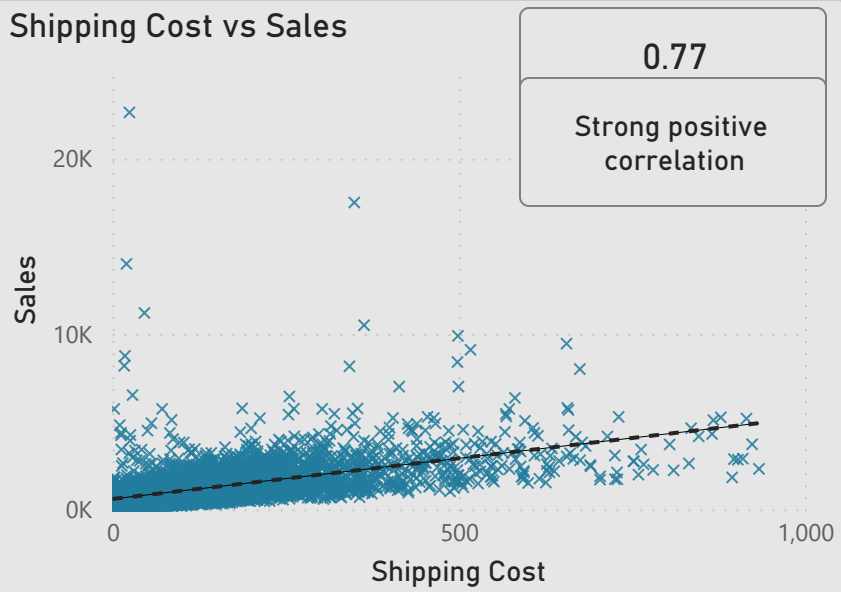 Shipping Cost vs Sales
0.77
Strong positive
correlation
20K
10K
0K
Sales
0
500
1,000
Shipping Cost